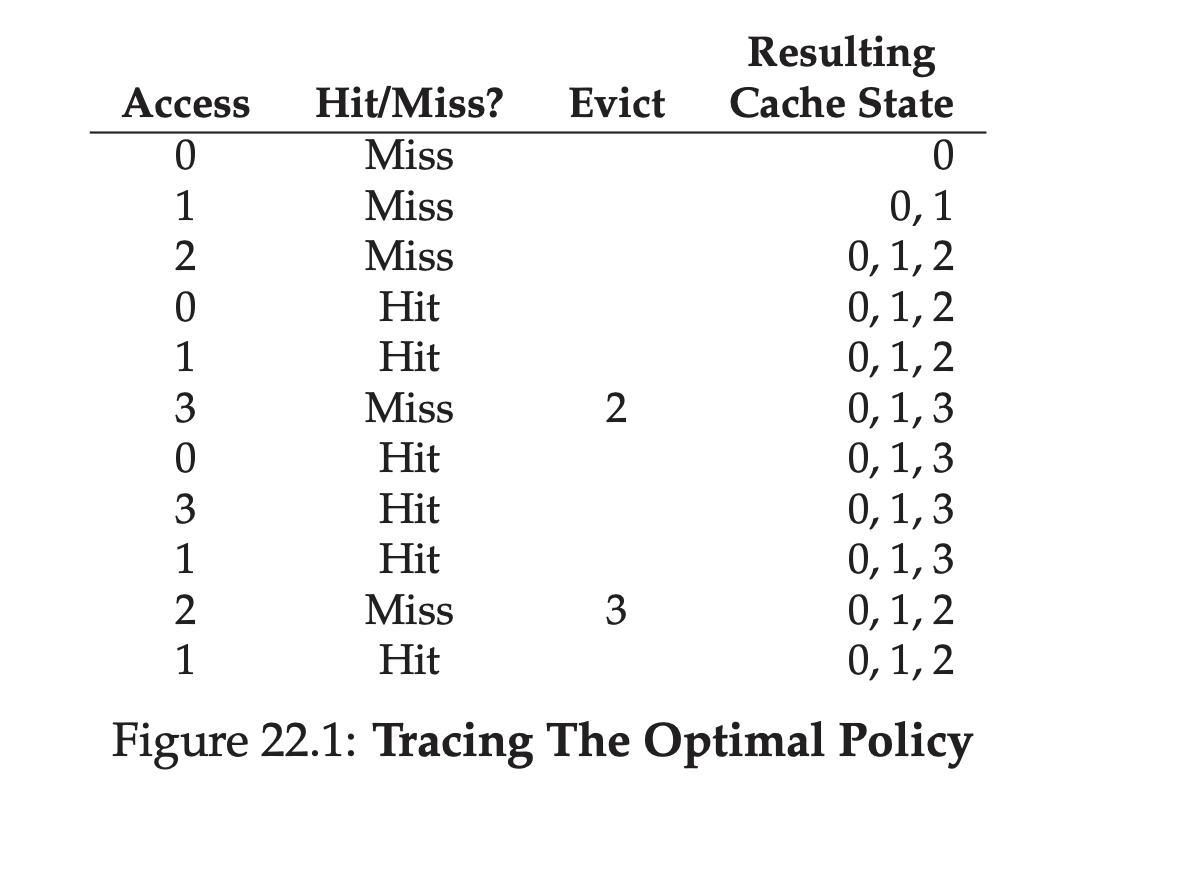 Resulting
Access Hit/Miss? Evict Cache State
0 Miss 0
1 Miss 0, 1
2 Miss 0, 1, 2
0 Hit 0, 1, 2
1 Hit 0, 1, 2
3 Miss 2 0, 1, 3
0 Hit 0, 1, 3
3 Hit 0, 1, 3
1 Hit 0, 1, 3
2 Miss 3 0, 1, 2
1 Hit 0, 1, 2
Figure 22.1: Tracing The Optimal Policy